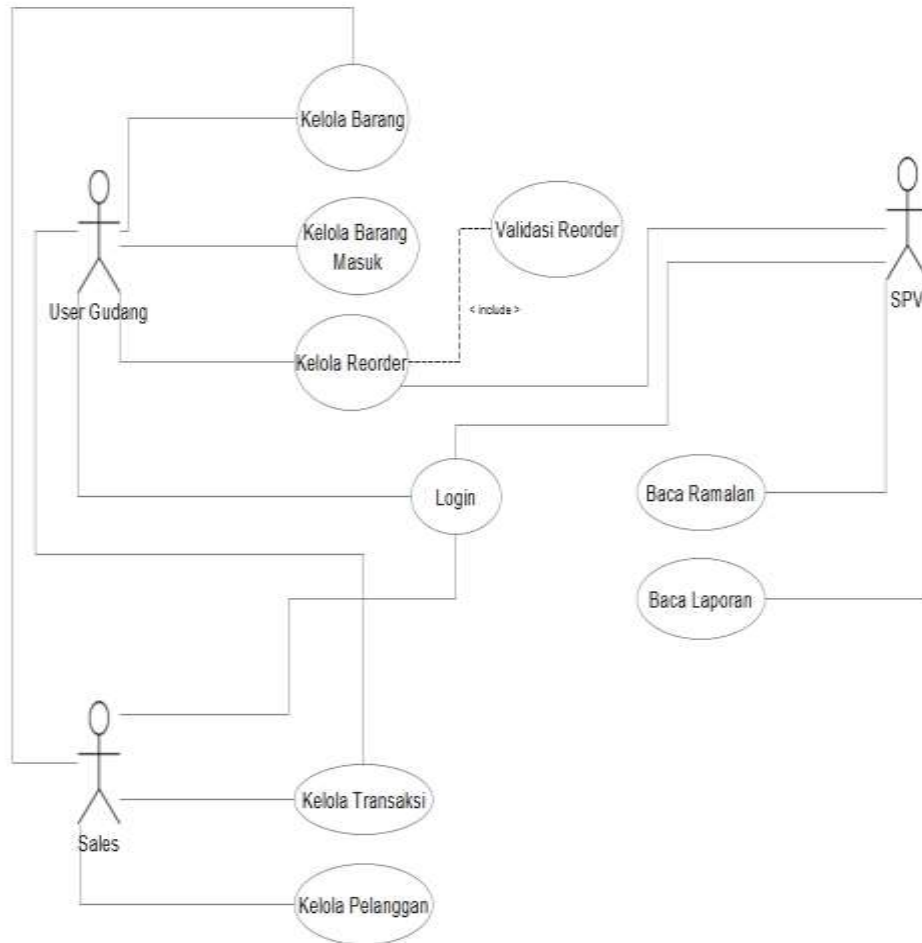 Kelola Barang
Kelola Barang
Masuk
Validasi Reorder
User Gudang
SPV
< include >
Kelola Reorder
Login
Baca Ramalan
Baca Laporan
Kelola Transaksi
Sales
Kelola Pelanggan